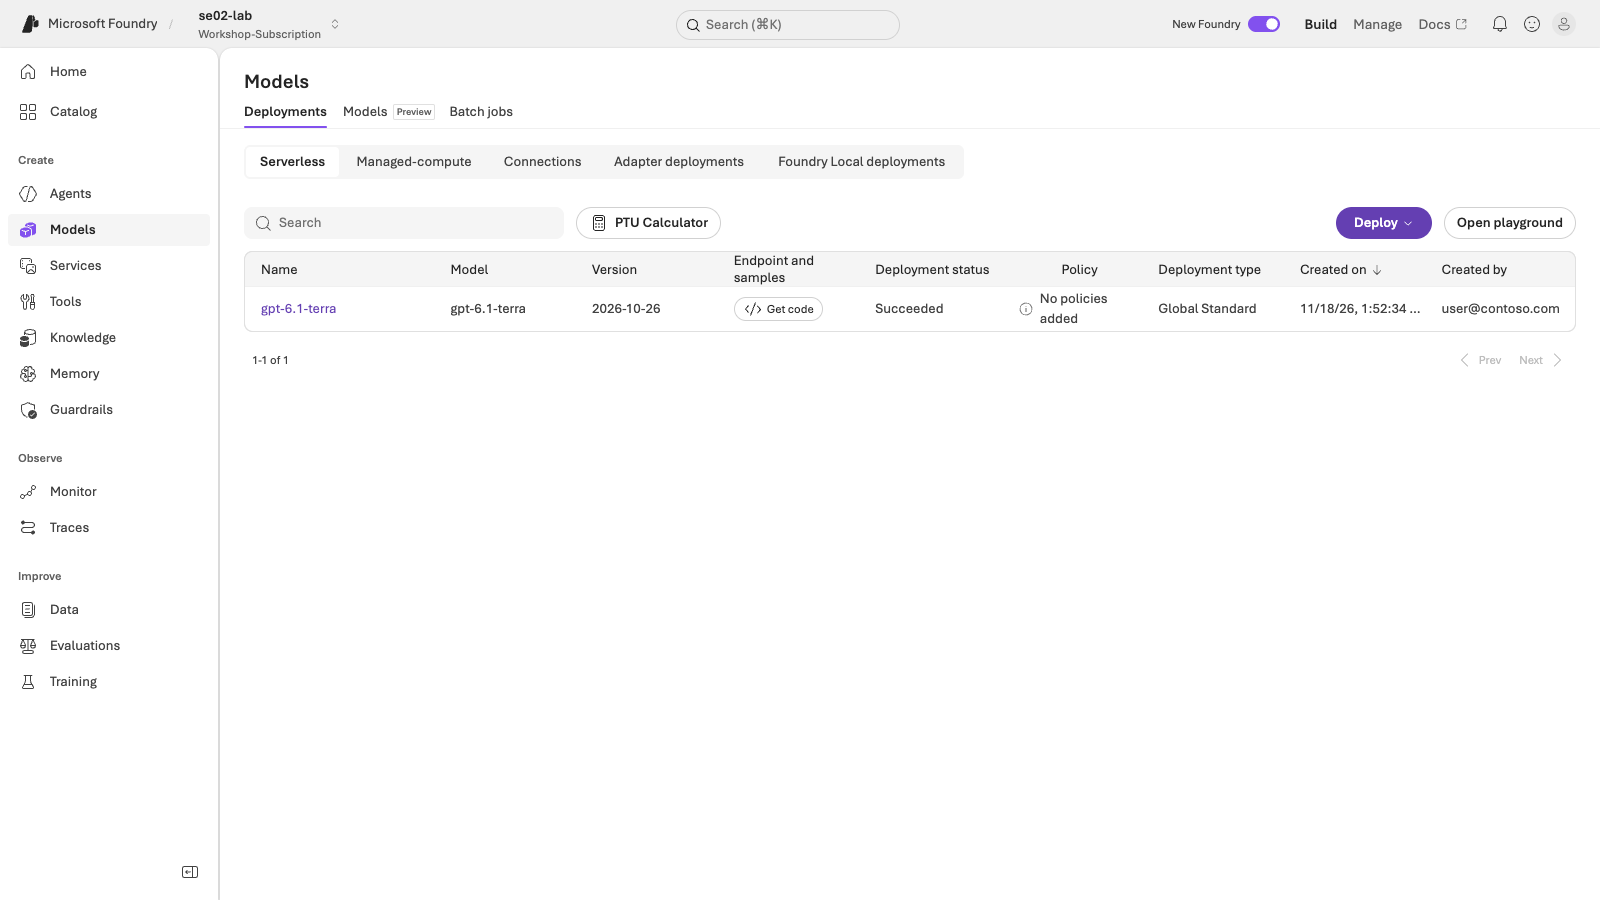 Microsoft Foundry
/
se02-lab
Workshop-Subscription
Search (⌘K)
New Foundry
Build
Manage
Docs
Home
Catalog
Create
Agents
Models
Services
Tools
Knowledge
Memory
Guardrails
Observe
Monitor
Traces
Improve
Data
Evaluations
Training
Models
Deployments
Models Preview
Batch jobs
Serverless
Managed-compute
Connections
Adapter deployments
Foundry Local deployments
Search
PTU Calculator
Deploy
Open playground
Name
Model
Version
Endpoint and
samples
Deployment status
Policy
Deployment type
Created on
Created by
gpt-6.1-terra
gpt-6.1-terra
2026-10-26
Get code
Succeeded
No policies
added
Global Standard
11/18/26, 1:52:34 ...
user@contoso.com
1-1 of 1
Prev
Next